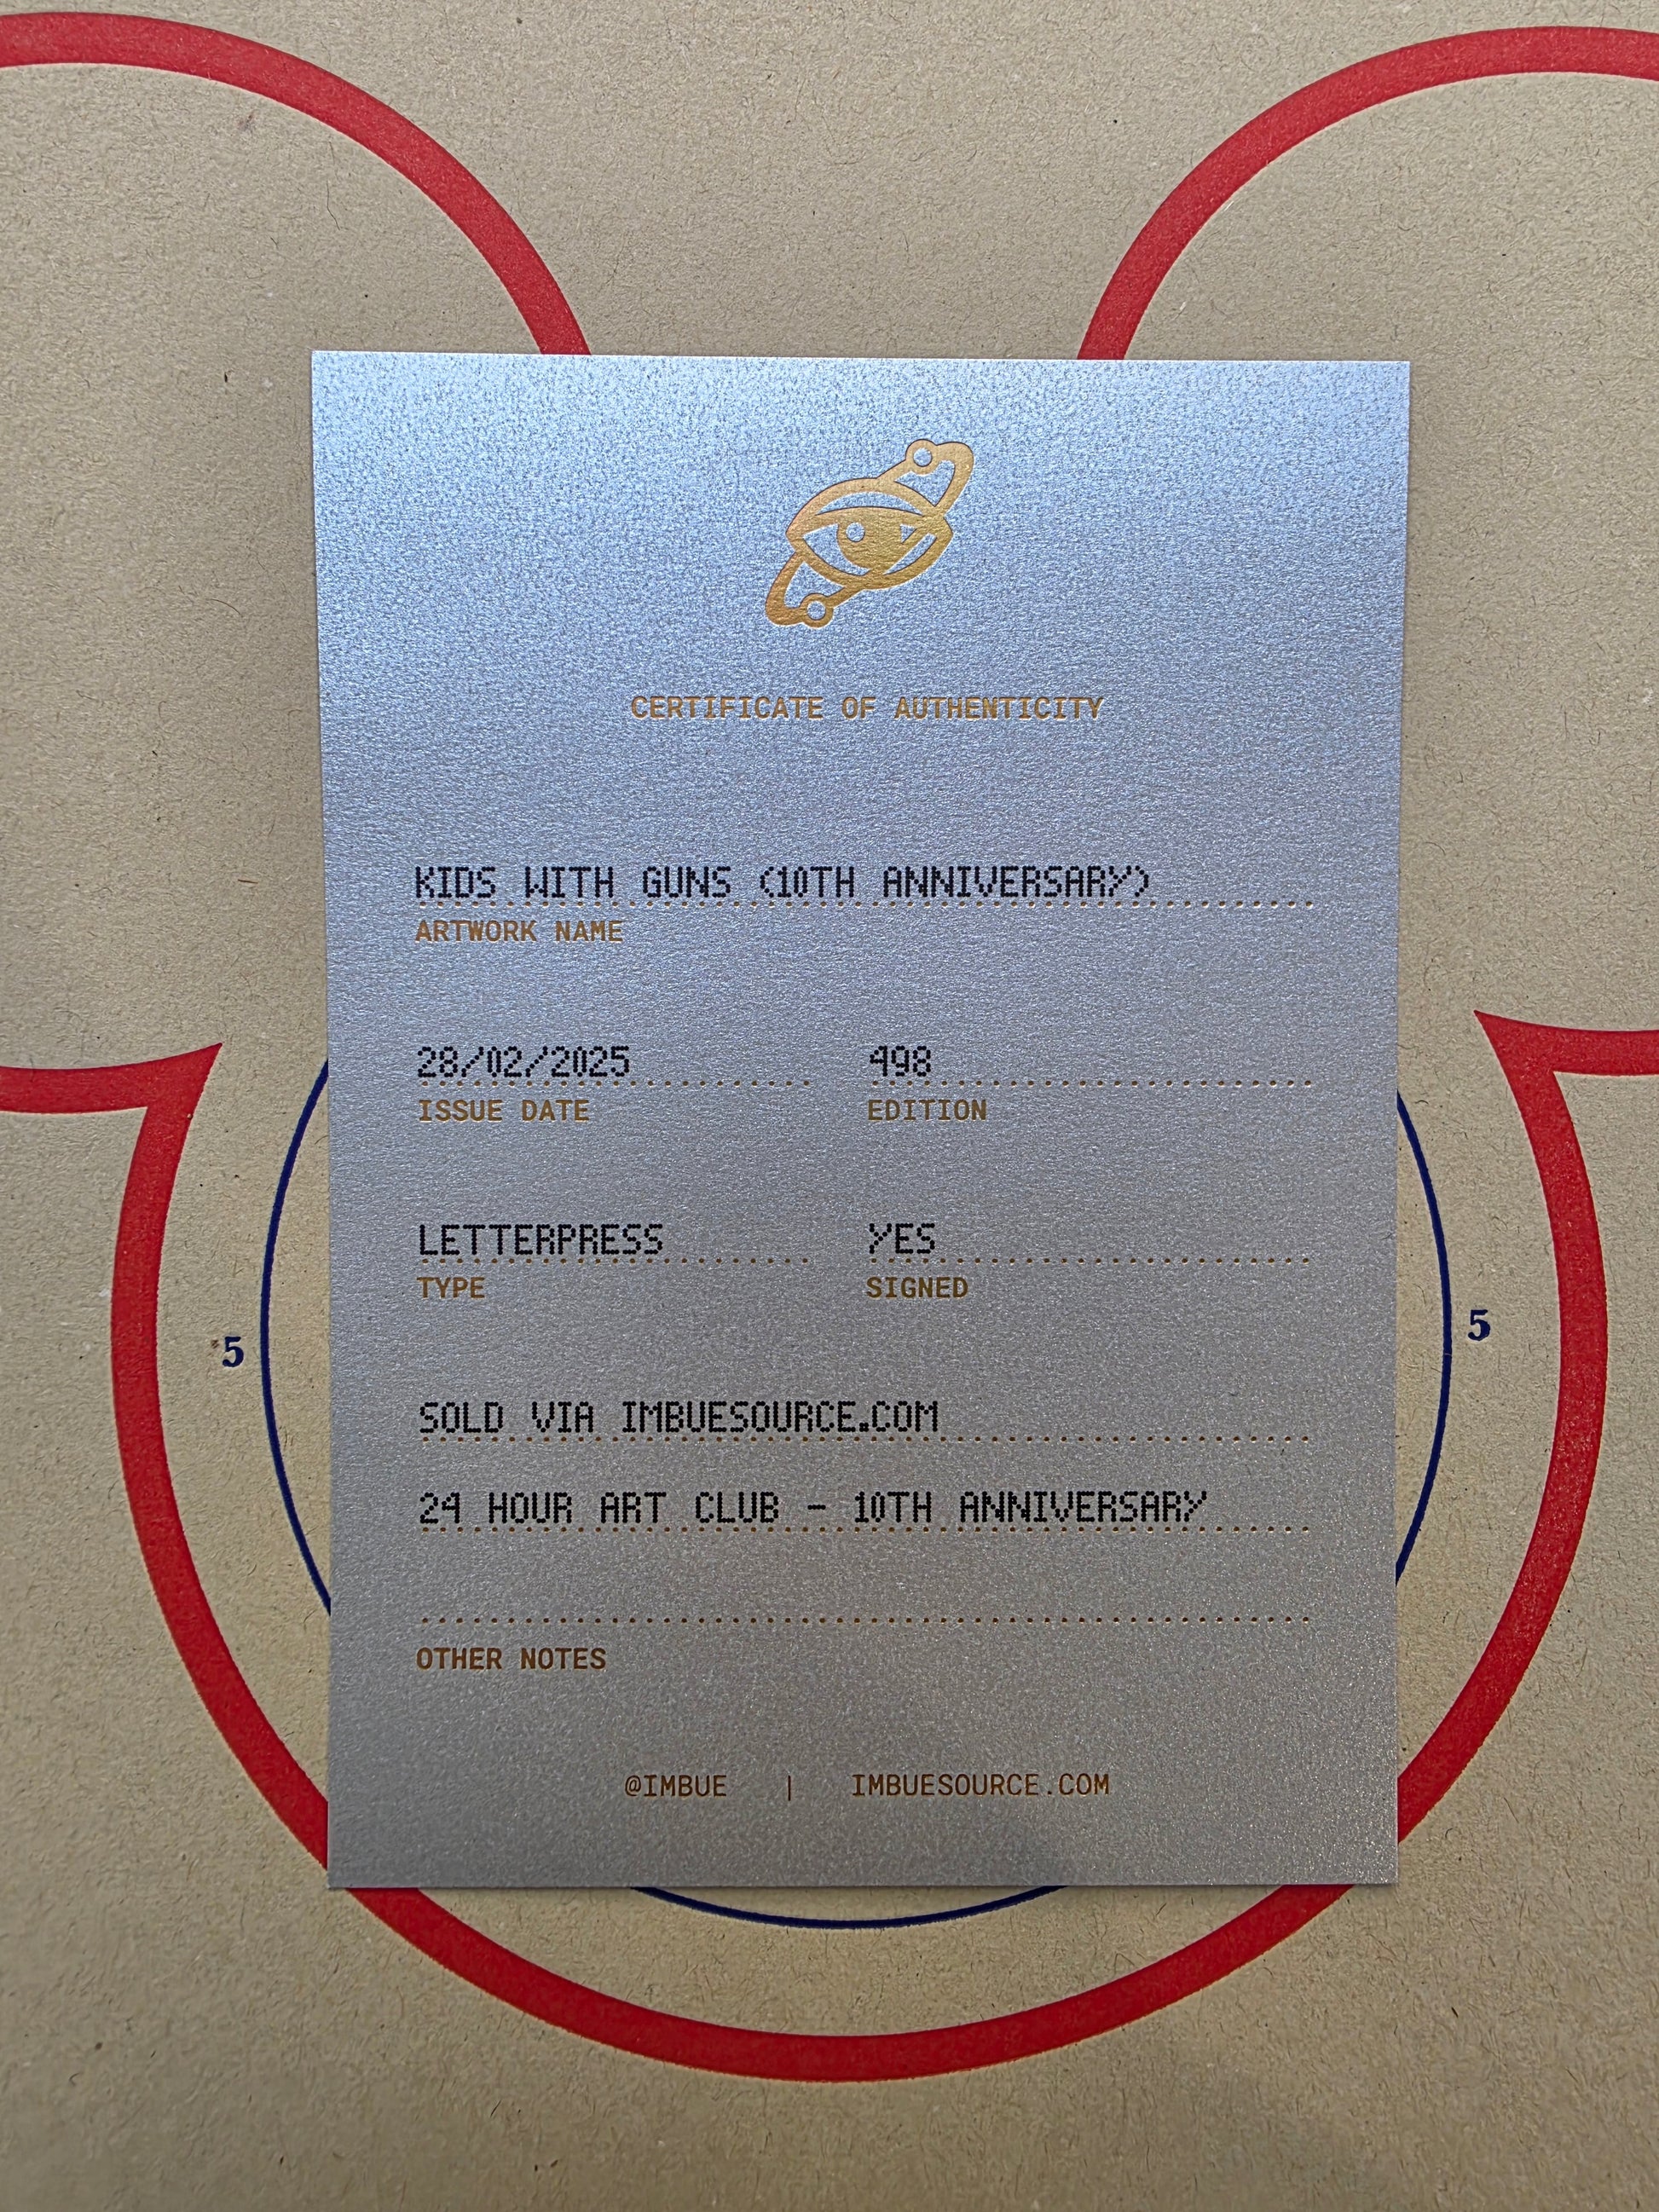 CERTIFICATE OF AUTHENTICITY
KIDS WITH GUNS (10TH ANNIVERSARY)
ARTWORK NAME
28/02/2025 498
ISSUE DATE EDITION
LETTERPRESS YES
TYPE SIGNED
5 5
SOLD VIA IMBUESOURCE.COM
24 HOUR ART CLUB - 10TH ANNIVERSARY
OTHER NOTES
@IMBUE | IMBUESOURCE.COM